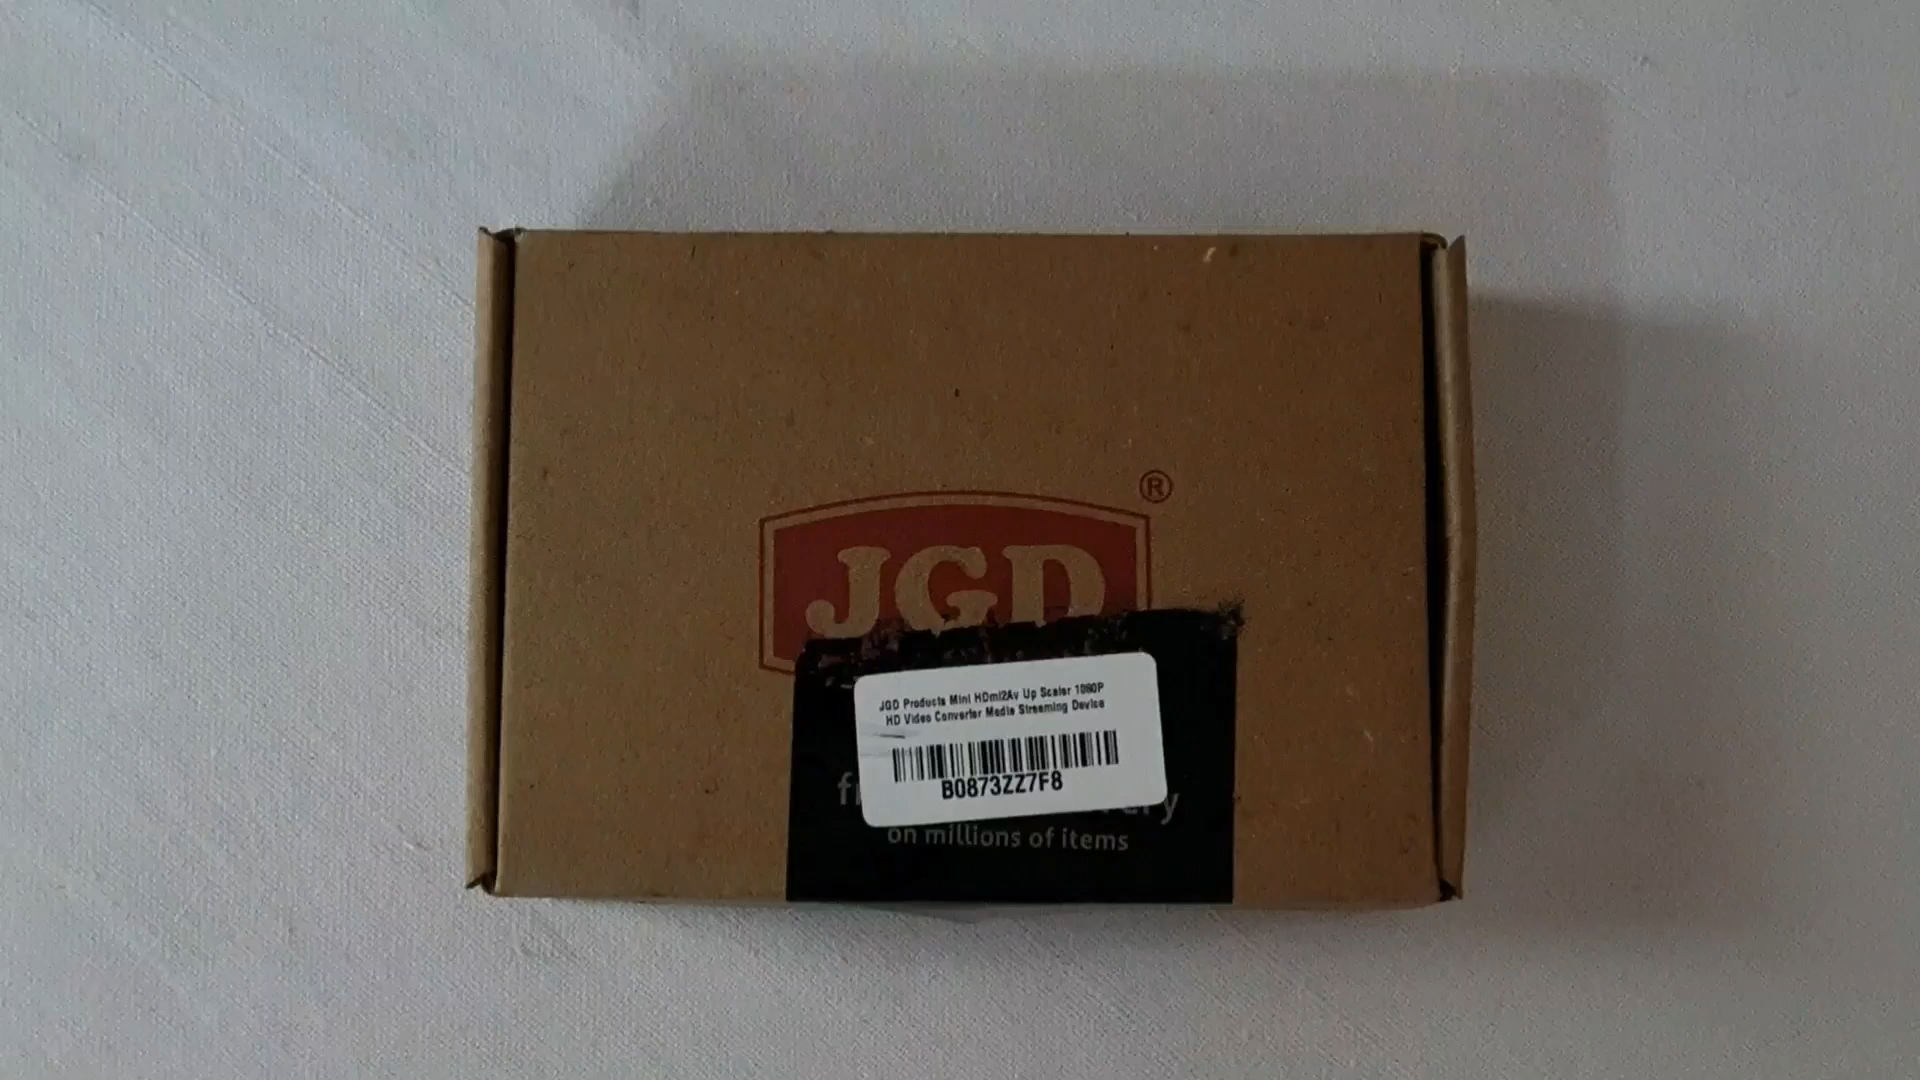 JGD ®
JGD Products Mini HDmi2Av Up Scaler 1080P
HD Video Converter Media Streaming Device
B0873ZZ7F8
on millions of items